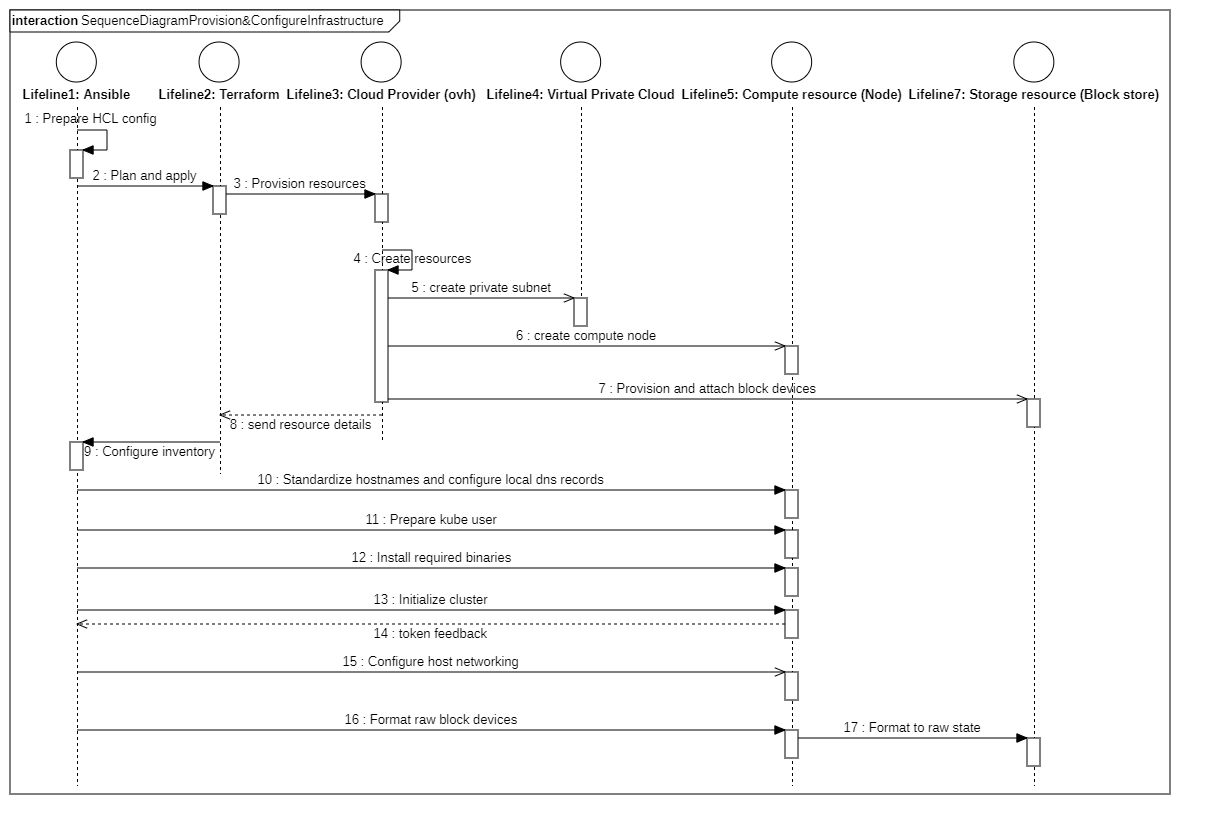 interaction SequenceDiagramProvision&ConfigureInfrastructure
Lifeline1: Ansible
Lifeline2: Terraform
Lifeline3: Cloud Provider (ovh)
Lifeline4: Virtual Private Cloud
Lifeline5: Compute resource (Node)
Lifeline7: Storage resource (Block store)
1 : Prepare HCL config
2 : Plan and apply
3 : Provision resources
4 : Create resources
5 : create private subnet
6 : create compute node
7 : Provision and attach block devices
8 : send resource details
9 : Configure inventory
10 : Standardize hostnames and configure local dns records
11 : Prepare kube user
12 : Install required binaries
13 : Initialize cluster
14 : token feedback
15 : Configure host networking
16 : Format raw block devices
17 : Format to raw state